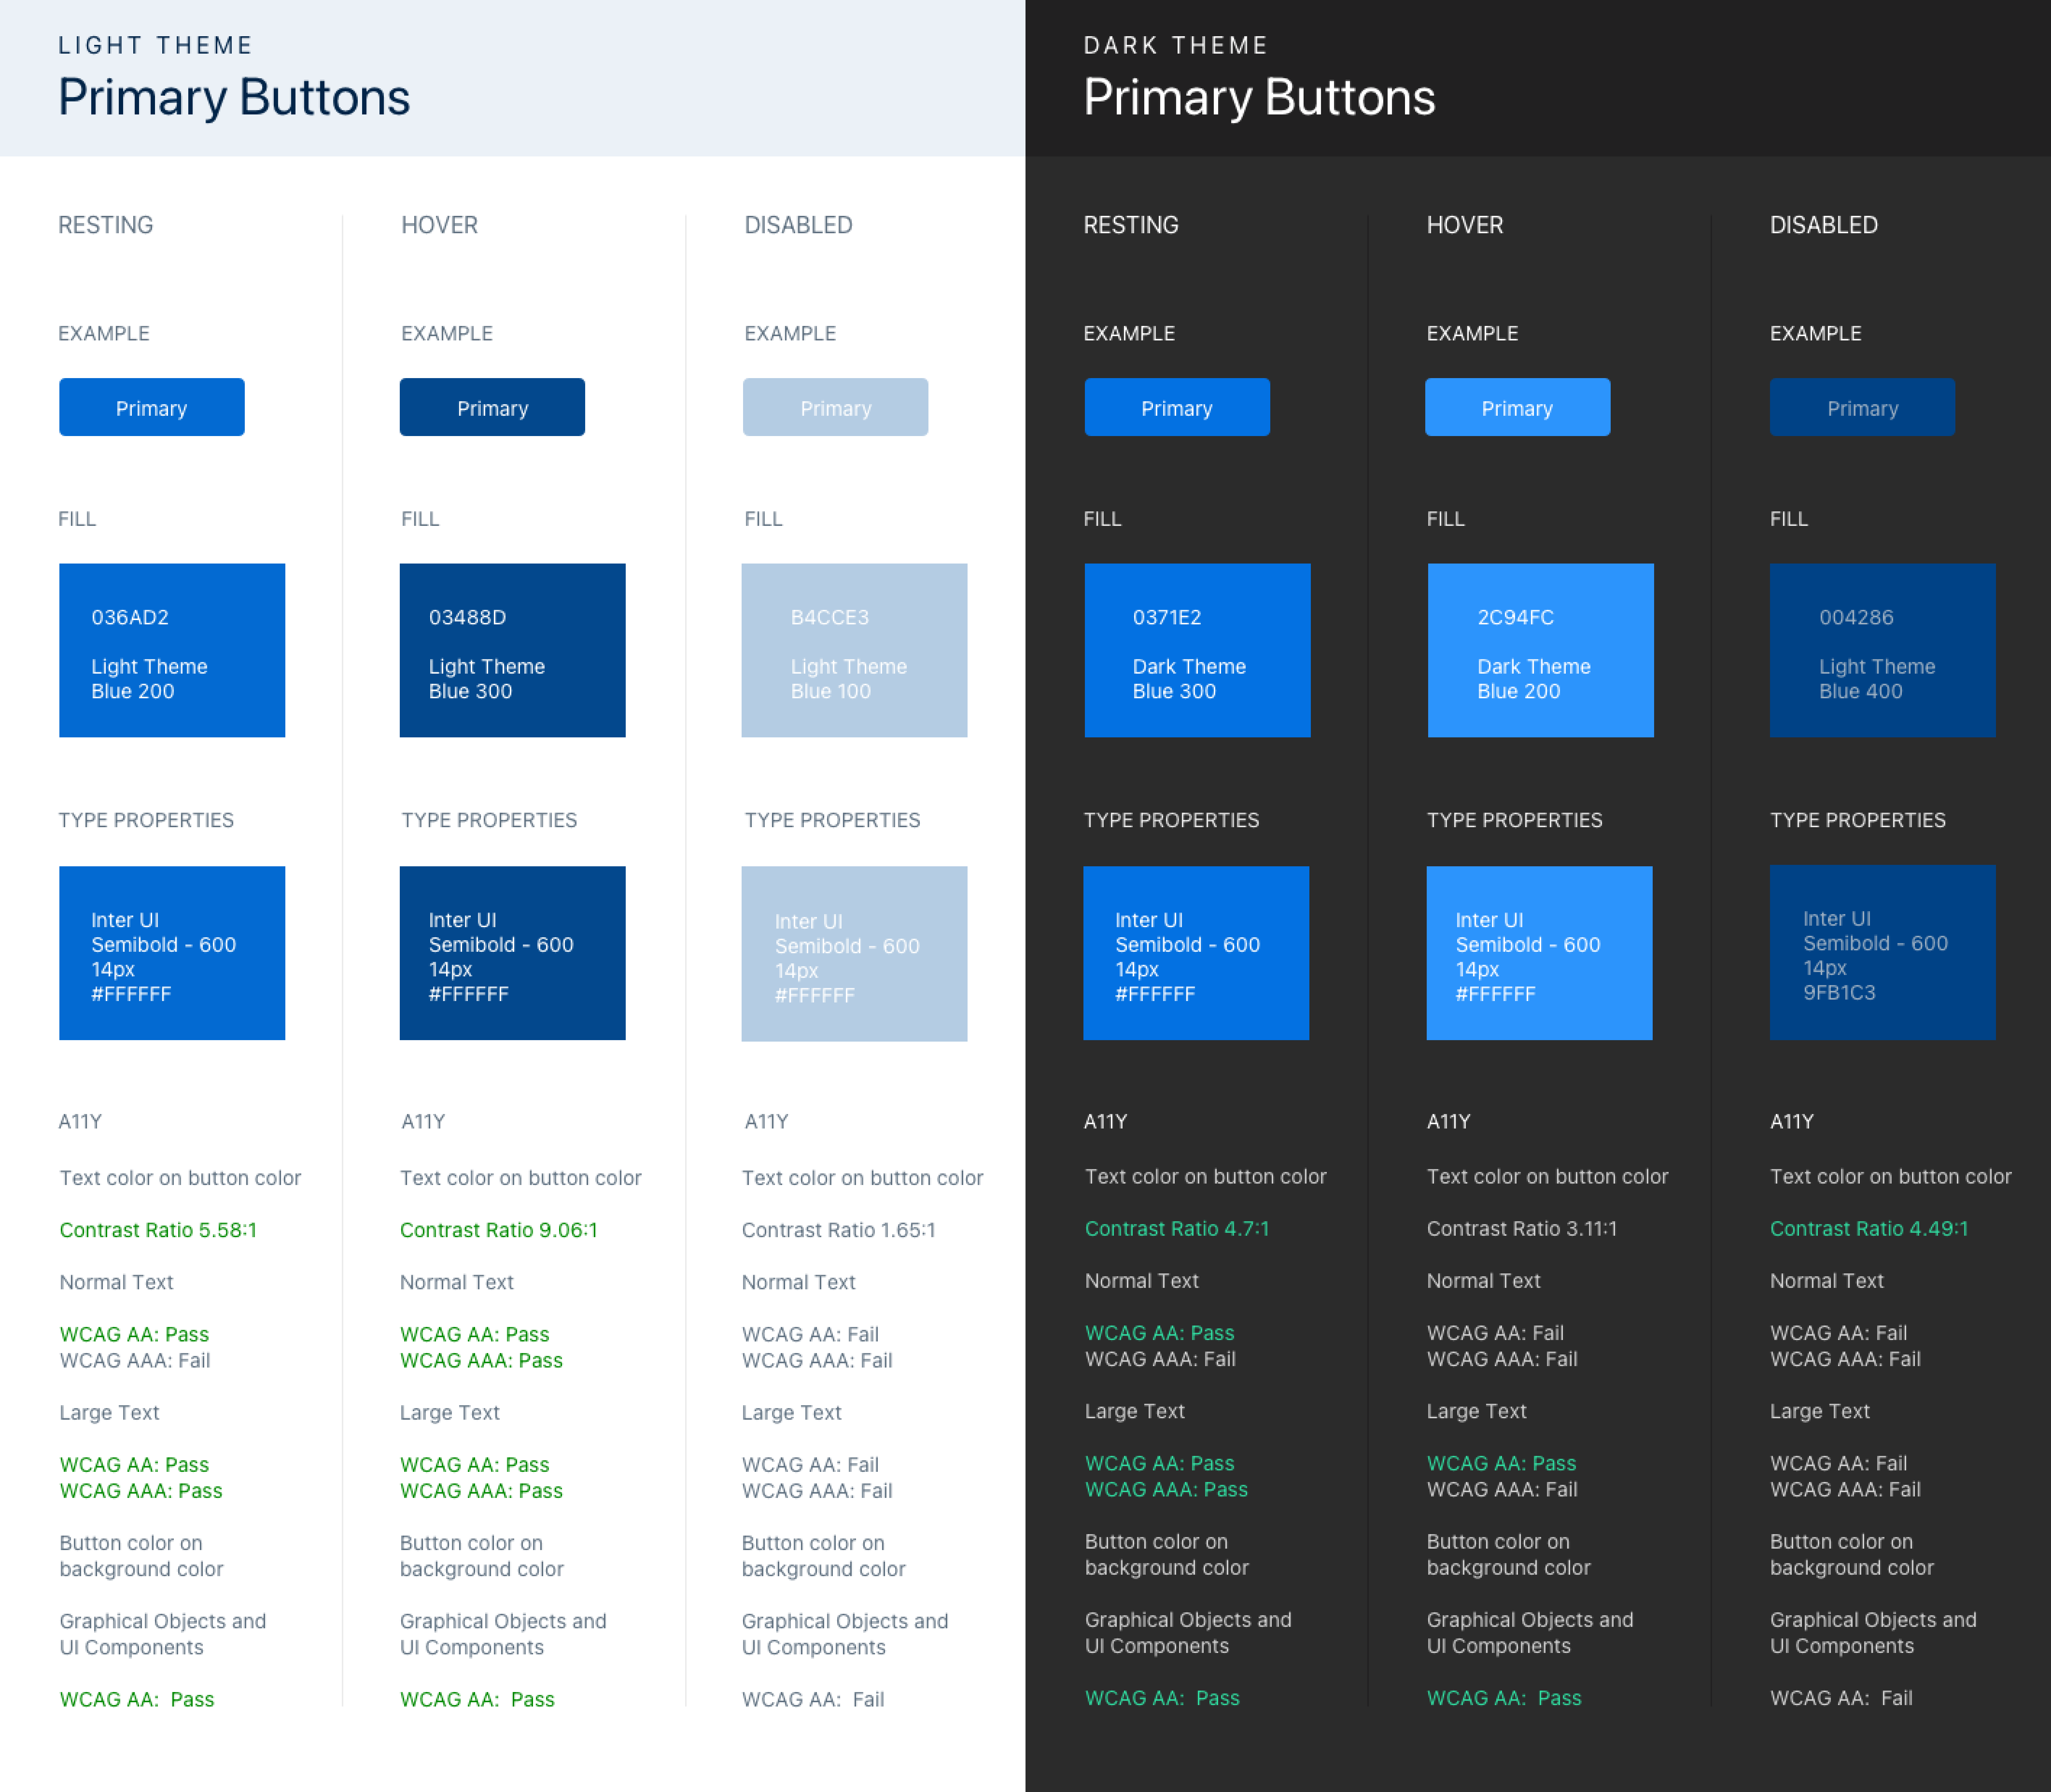 LIGHT THEME
Primary Buttons
RESTING
EXAMPLE
Primary
FILL
036AD2
Light Theme
Blue 200
TYPE PROPERTIES
Inter UI
Semibold - 600
14px
#FFFFFF
A11Y
Text color on button color
Contrast Ratio 5.58:1
Normal Text
WCAG AA: Pass
WCAG AAA: Fail
Large Text
WCAG AA: Pass
WCAG AAA: Pass
Button color on
background color
Graphical Objects and
UI Components
WCAG AA: Pass
HOVER
EXAMPLE
Primary
FILL
03488D
Light Theme
Blue 300
TYPE PROPERTIES
Inter UI
Semibold - 600
14px
#FFFFFF
A11Y
Text color on button color
Contrast Ratio 9.06:1
Normal Text
WCAG AA: Pass
WCAG AAA: Pass
Large Text
WCAG AA: Pass
WCAG AAA: Pass
Button color on
background color
Graphical Objects and
UI Components
WCAG AA: Pass
DISABLED
EXAMPLE
Primary
FILL
B4CCE3
Light Theme
Blue 100
TYPE PROPERTIES
Inter UI
Semibold - 600
14px
#FFFFFF
A11Y
Text color on button color
Contrast Ratio 1.65:1
Normal Text
WCAG AA: Fail
WCAG AAA: Fail
Large Text
WCAG AA: Fail
WCAG AAA: Fail
Button color on
background color
Graphical Objects and
UI Components
WCAG AA: Fail
DARK THEME
Primary Buttons
RESTING
EXAMPLE
Primary
FILL
0371E2
Dark Theme
Blue 300
TYPE PROPERTIES
Inter UI
Semibold - 600
14px
#FFFFFF
A11Y
Text color on button color
Contrast Ratio 4.7:1
Normal Text
WCAG AA: Pass
WCAG AAA: Fail
Large Text
WCAG AA: Pass
WCAG AAA: Pass
Button color on
background color
Graphical Objects and
UI Components
WCAG AA: Pass
HOVER
EXAMPLE
Primary
FILL
2C94FC
Dark Theme
Blue 200
TYPE PROPERTIES
Inter UI
Semibold - 600
14px
#FFFFFF
A11Y
Text color on button color
Contrast Ratio 3.11:1
Normal Text
WCAG AA: Fail
WCAG AAA: Fail
Large Text
WCAG AA: Pass
WCAG AAA: Fail
Button color on
background color
Graphical Objects and
UI Components
WCAG AA: Pass
DISABLED
EXAMPLE
Primary
FILL
004286
Light Theme
Blue 400
TYPE PROPERTIES
Inter UI
Semibold - 600
14px
9FB1C3
A11Y
Text color on button color
Contrast Ratio 4.49:1
Normal Text
WCAG AA: Fail
WCAG AAA: Fail
Large Text
WCAG AA: Fail
WCAG AAA: Fail
Button color on
background color
Graphical Objects and
UI Components
WCAG AA: Fail